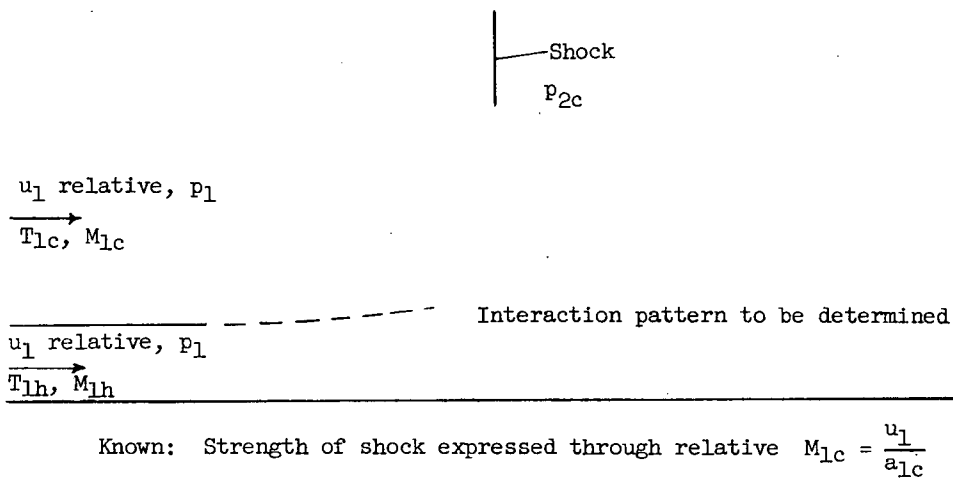 Shock
p₂c
u₁ relative, p₁
T₁c, M₁c
Interaction pattern to be determined
u₁ relative, p₁
T₁h, M₁h
Known: Strength of shock expressed through relative M₁c = u₁/a₁c